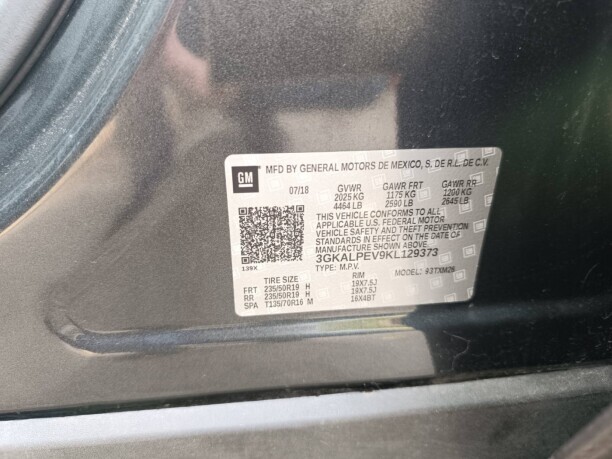 GM
MFD BY GENERAL MOTORS DE MEXICO, S. DE R.L. DE C.V.
07/18 GVWR GAWR FRT GAWR RR
2025 KG 1175 KG 1200 KG
4464 LB 2590 LB 2645 LB
THIS VEHICLE CONFORMS TO ALL
APPLICABLE U.S. FEDERAL MOTOR
VEHICLE SAFETY AND THEFT
PREVENTION STANDARDS IN EFFECT
ON THE DATE OF
MANUFACTURE SHOWN ABOVE.
3GKALPEV9KL129373
139X
TYPE: M.P.V. MODEL:
TIRE SIZE RIM
FRT 235/50R19 H 19X7.5J
RR 235/50R19 H 19X7.5J
SPA T135/70R16 M 16X4BT